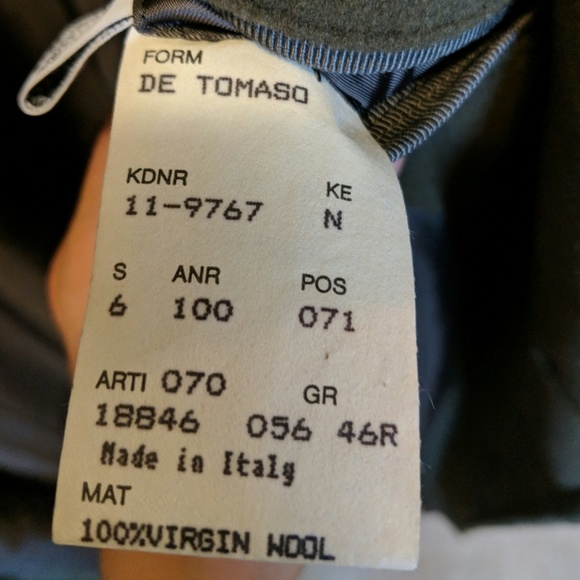 FORM
DE TOMASO
KDNR KE
11-9767 N
S ANR POS
6 100 071
ARTI 070 GR
18846 056 46R
Made in Italy
MAT
100%VIRGIN WOOL